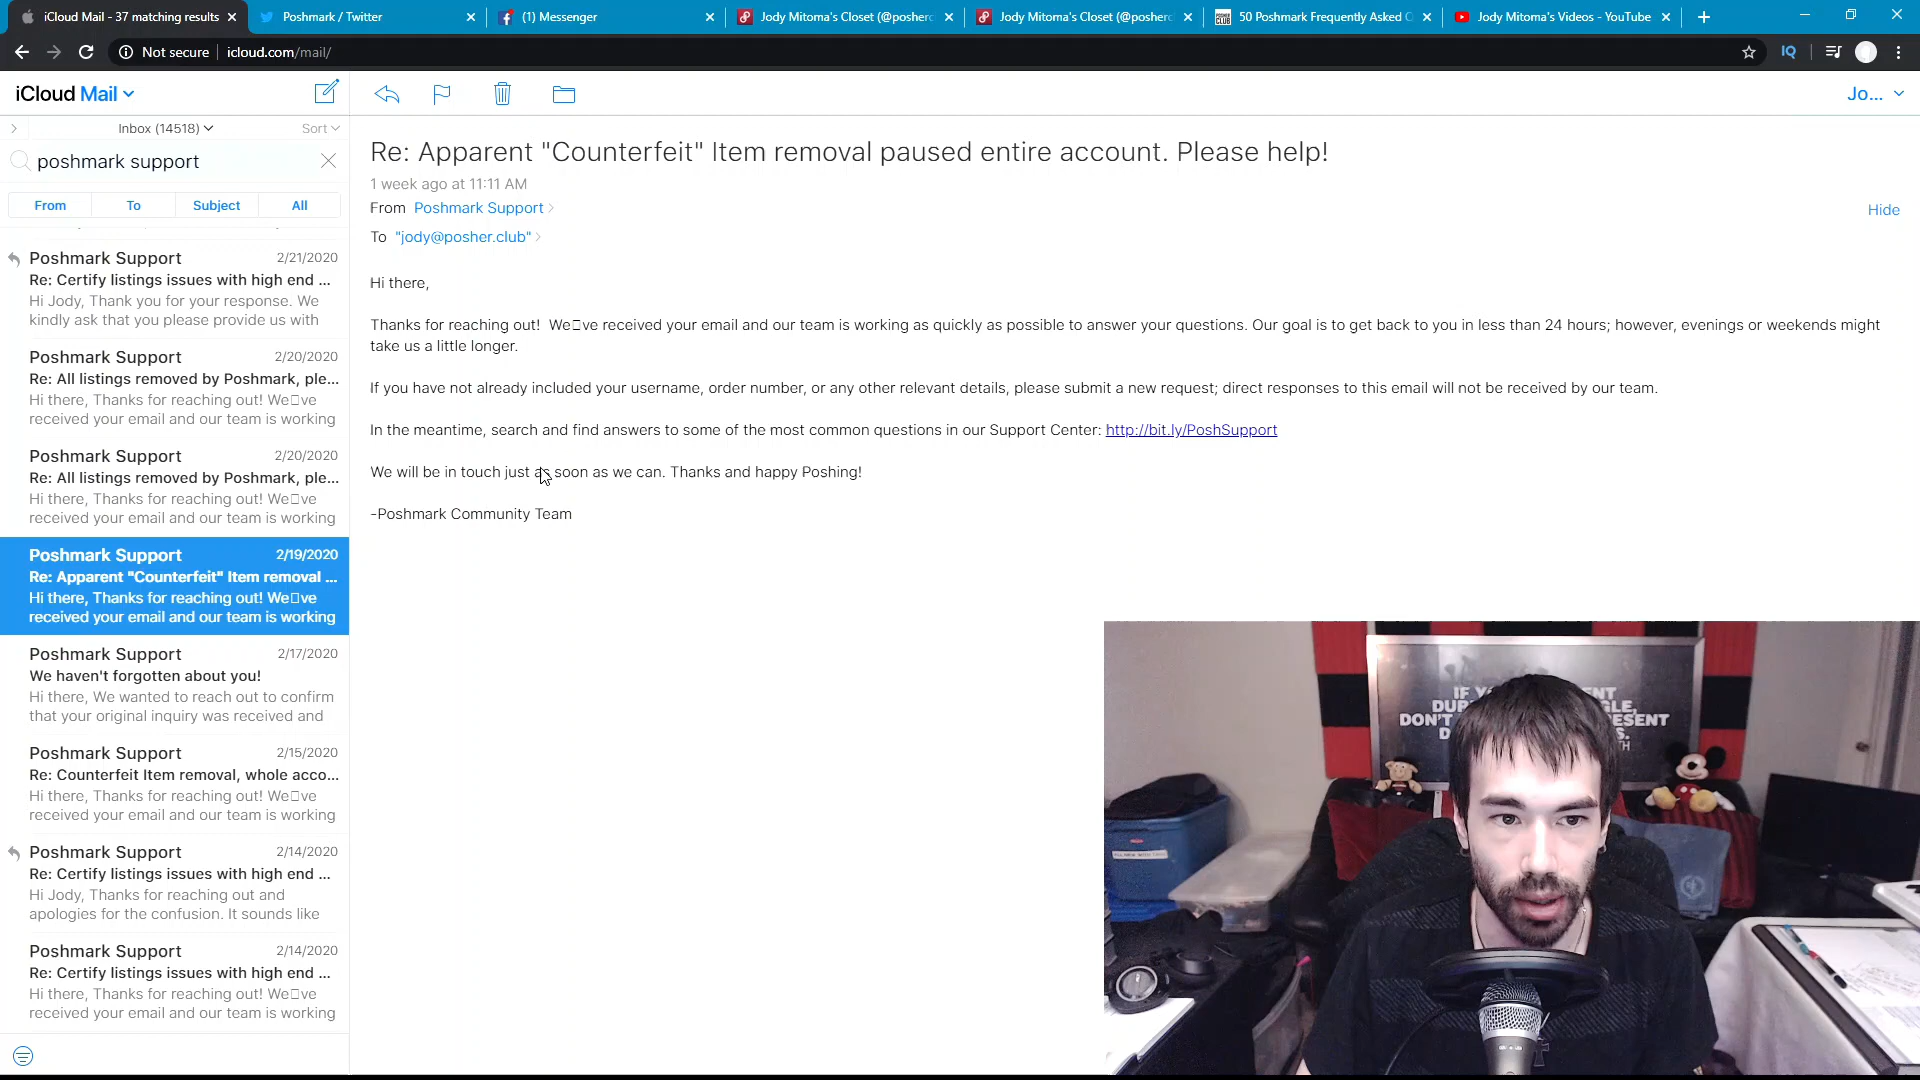 iCloud Mail - 37 matching results
Poshmark / Twitter
(1) Messenger
Jody Mitoma's Closet (@posherc
Jody Mitoma's Closet (@posherc
50 Poshmark Frequently Asked
Jody Mitoma's Videos - YouTube
Not secure
icloud.com/mail/
iCloud Mail
Jo...
Inbox (14518)
Sort
poshmark support
From
To
Subject
All
Poshmark Support
2/21/2020
Re: Certify listings issues with high end ...
Hi Jody, Thank you for your response. We
kindly ask that you please provide us with
Poshmark Support
2/20/2020
Re: All listings removed by Poshmark, ple...
Hi there, Thanks for reaching out! We▯ve
received your email and our team is working
Poshmark Support
2/20/2020
Re: All listings removed by Poshmark, ple...
Hi there, Thanks for reaching out! We▯ve
received your email and our team is working
Poshmark Support
2/19/2020
Re: Apparent "Counterfeit" Item removal ...
Hi there, Thanks for reaching out! We▯ve
received your email and our team is working
Poshmark Support
2/17/2020
We haven't forgotten about you!
Hi there, We wanted to reach out to confirm
that your original inquiry was received and
Poshmark Support
2/15/2020
Re: Counterfeit Item removal, whole acco...
Hi there, Thanks for reaching out! We▯ve
received your email and our team is working
Poshmark Support
2/14/2020
Re: Certify listings issues with high end ...
Hi Jody, Thanks for reaching out and
apologies for the confusion. It sounds like
Poshmark Support
2/14/2020
Re: Certify listings issues with high end ...
Hi there, Thanks for reaching out! We▯ve
received your email and our team is working
Re: Apparent "Counterfeit" Item removal paused entire account. Please help!
1 week ago at 11:11 AM
From Poshmark Support
Hide
To "jody@posher.club"
Hi there,
Thanks for reaching out! We▯ve received your email and our team is working as quickly as possible to answer your questions. Our goal is to get back to you in less than 24 hours; however, evenings or weekends might
take us a little longer.
If you have not already included your username, order number, or any other relevant details, please submit a new request; direct responses to this email will not be received by our team.
In the meantime, search and find answers to some of the most common questions in our Support Center: http://bit.ly/PoshSupport
We will be in touch just as soon as we can. Thanks and happy Poshing!
-Poshmark Community Team
IF
DON'T